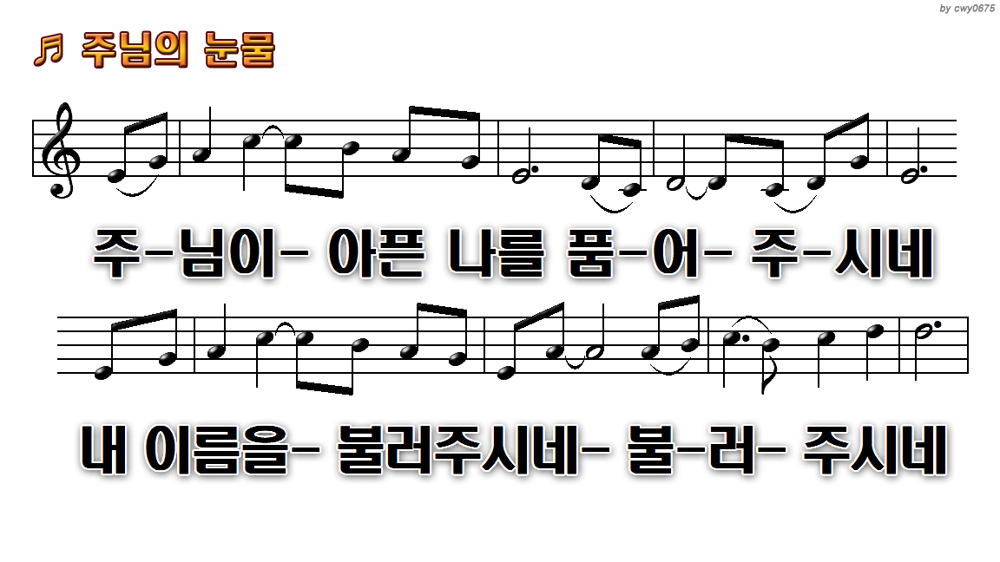 by cwy0675
♬ 주님의 눈물
주-님이- 아픈 나를 품-어- 주-시네
내 이름을- 불러주시네- 불-러- 주시네